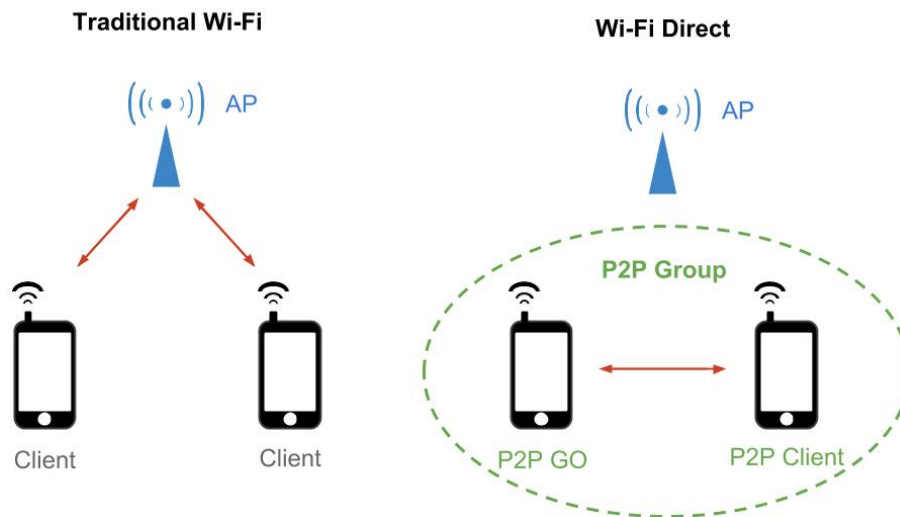 Traditional Wi-Fi
AP
Client
Client
Wi-Fi Direct
AP
P2P Group
P2P GO
P2P Client